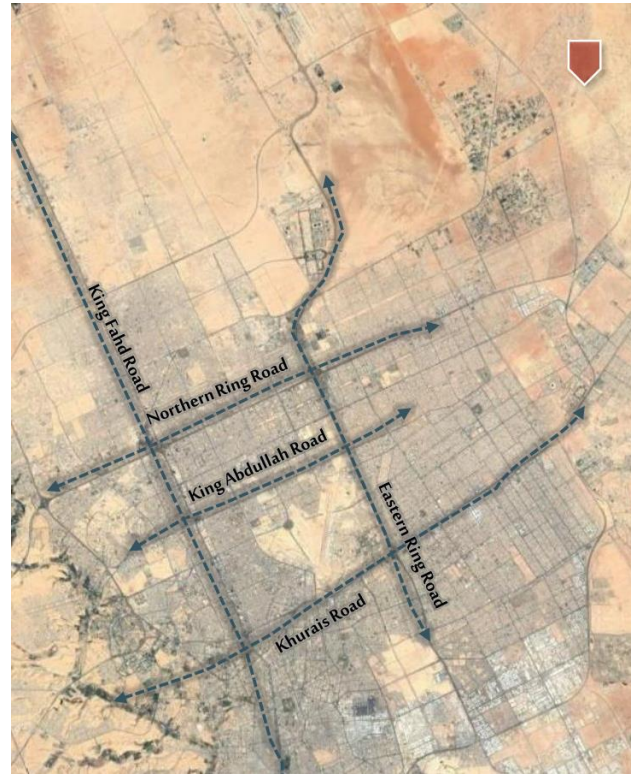 King Fahd Road
Northern Ring Road
King Abdullah Road
Eastern Ring Road
Khurais Road